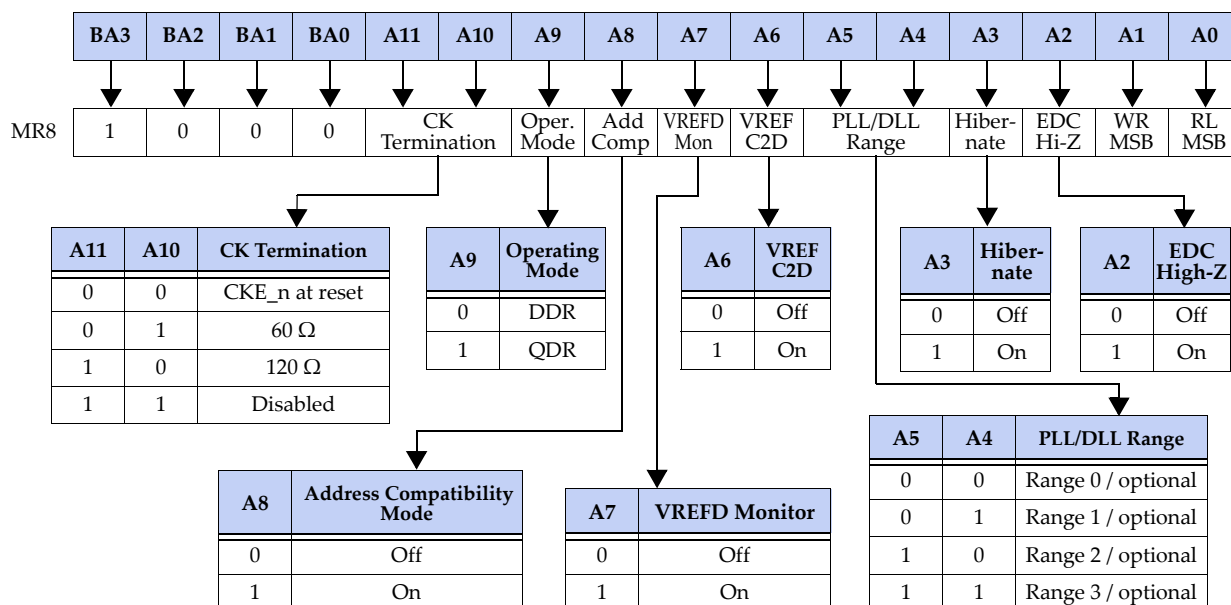 BA3 BA2 BA1 BA0 A11 A10 A9 A8 A7 A6 A5 A4 A3 A2 A1 A0
MR8 1 0 0 0 CK Termination Oper. Mode Add Comp VREFD Mon VREF C2D PLL/DLL Range Hiber-nate EDC Hi-Z WR MSB RL MSB
A11 A10 CK Termination
0 0 CKE_n at reset
0 1 60 Ω
1 0 120 Ω
1 1 Disabled
A9 Operating Mode
0 DDR
1 QDR
A6 VREF C2D
0 Off
1 On
A3 Hiber-nate
0 Off
1 On
A2 EDC High-Z
0 Off
1 On
A8 Address Compatibility Mode
0 Off
1 On
A7 VREFD Monitor
0 Off
1 On
A5 A4 PLL/DLL Range
0 0 Range 0 / optional
0 1 Range 1 / optional
1 0 Range 2 / optional
1 1 Range 3 / optional